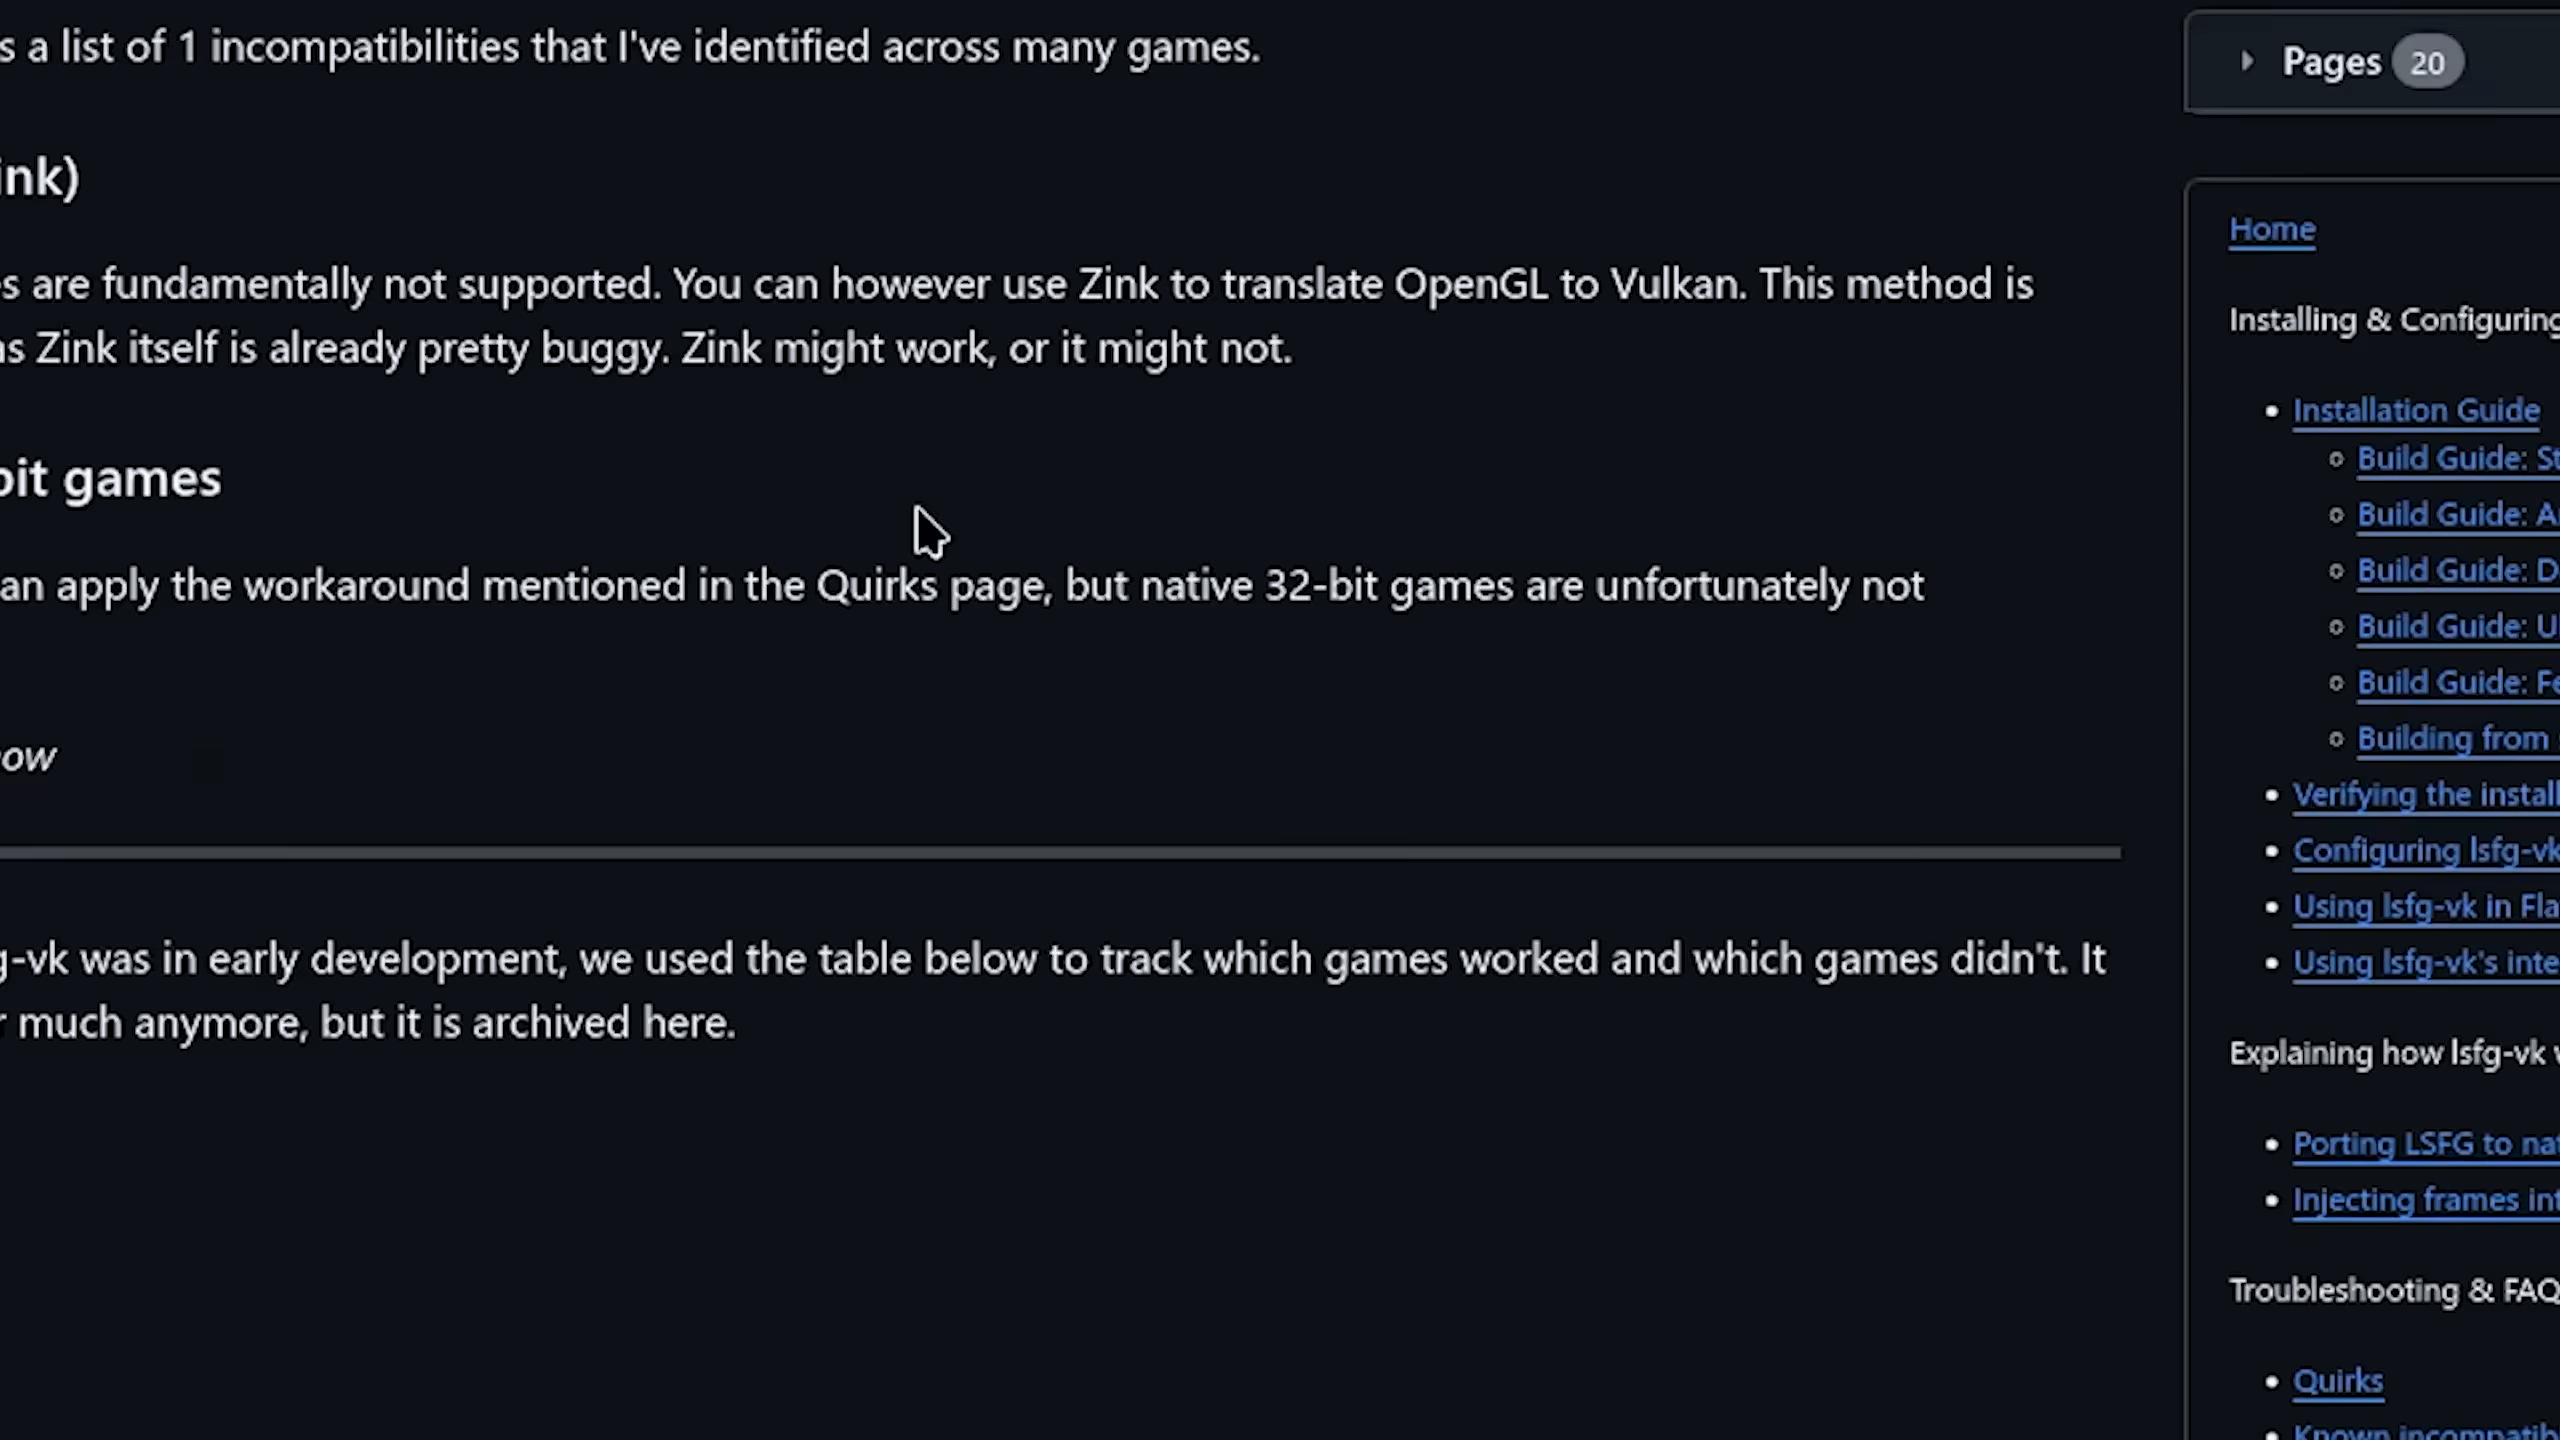 s a list of 1 incompatibilities that I've identified across many games.
ink)
s are fundamentally not supported. You can however use Zink to translate OpenGL to Vulkan. This method is
as Zink itself is already pretty buggy. Zink might work, or it might not.
bit games
an apply the workaround mentioned in the Quirks page, but native 32-bit games are unfortunately not
now
g-vk was in early development, we used the table below to track which games worked and which games didn't. It
r much anymore, but it is archived here.
Pages 20
Home
Installing & Configuring
• Installation Guide
Build Guide: St
Build Guide: A
Build Guide: D
Build Guide: U
Build Guide: Fe
Building from
• Verifying the install
• Configuring lsfg-vk
• Using lsfg-vk in Fla
• Using lsfg-vk's inte
Explaining how lsfg-vk
• Porting LSFG to nat
• Injecting frames int
Troubleshooting & FAQ
• Quirks
• Known incompatib